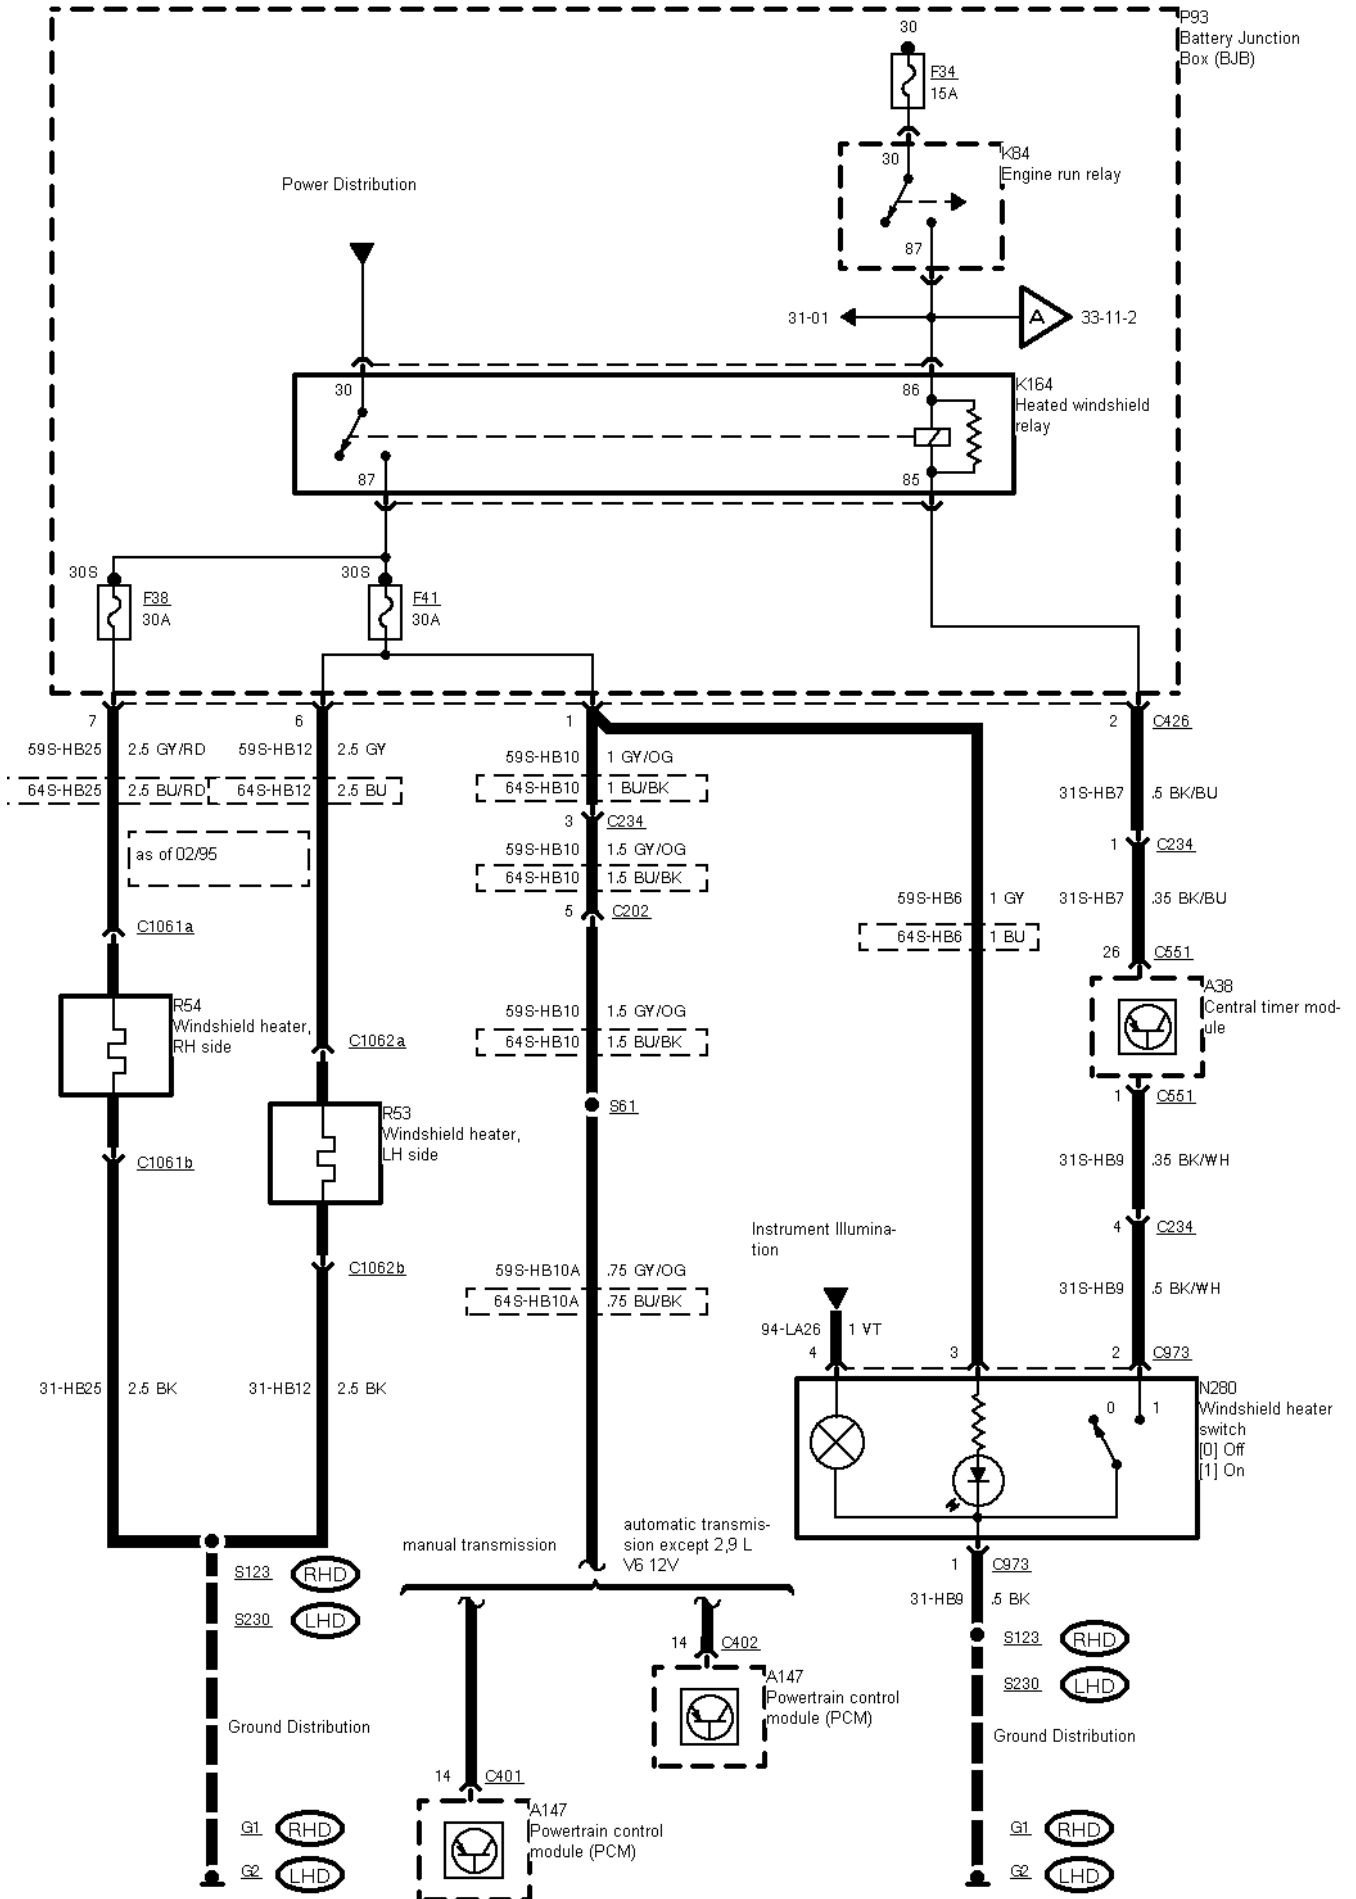 P93
Battery Junction
Box (BJB)
30
F34
15A
K84
Engine run relay
30
87
Power Distribution
31-01
A
33-11-2
30
86
K164
Heated windshield
relay
87
85
30S
F38
30A
30S
F41
30A
7
6
1
2
C426
59S-HB25
2.5 GY/RD
59S-HB12
2.5 GY
59S-HB10
1 GY/OG
64S-HB25
2.5 BU/RD
64S-HB12
2.5 BU
64S-HB10
1 BU/BK
31S-HB7
.5 BK/BU
3
C234
1
C234
as of 02/95
59S-HB10
1.5 GY/OG
64S-HB10
1.5 BU/BK
59S-HB6
1 GY
31S-HB7
.35 BK/BU
5
C202
C1061a
64S-HB6
1 BU
26
C551
A38
Central timer mod-
ule
R54
Windshield heater,
RH side
59S-HB10
1.5 GY/OG
64S-HB10
1.5 BU/BK
C1062a
1
C551
S61
R53
Windshield heater,
LH side
C1061b
31S-HB9
.35 BK/WH
4
C234
Instrument Illumina-
tion
C1062b
59S-HB10A
.75 GY/OG
64S-HB10A
.75 BU/BK
31S-HB9
.5 BK/WH
94-LA26
1 VT
4
3
2
C973
31-HB25
2.5 BK
31-HB12
2.5 BK
N280
Windshield heater
switch
[0] Off
[1] On
0
1
manual transmission
automatic transmis-
sion except 2,9 L
V6 12V
1
C973
31-HB9
.5 BK
S123
RHD
S230
LHD
S123
RHD
S230
LHD
14
C402
A147
Powertrain control
module (PCM)
Ground Distribution
Ground Distribution
14
C401
A147
Powertrain control
module (PCM)
G1
RHD
G2
LHD
G1
RHD
G2
LHD